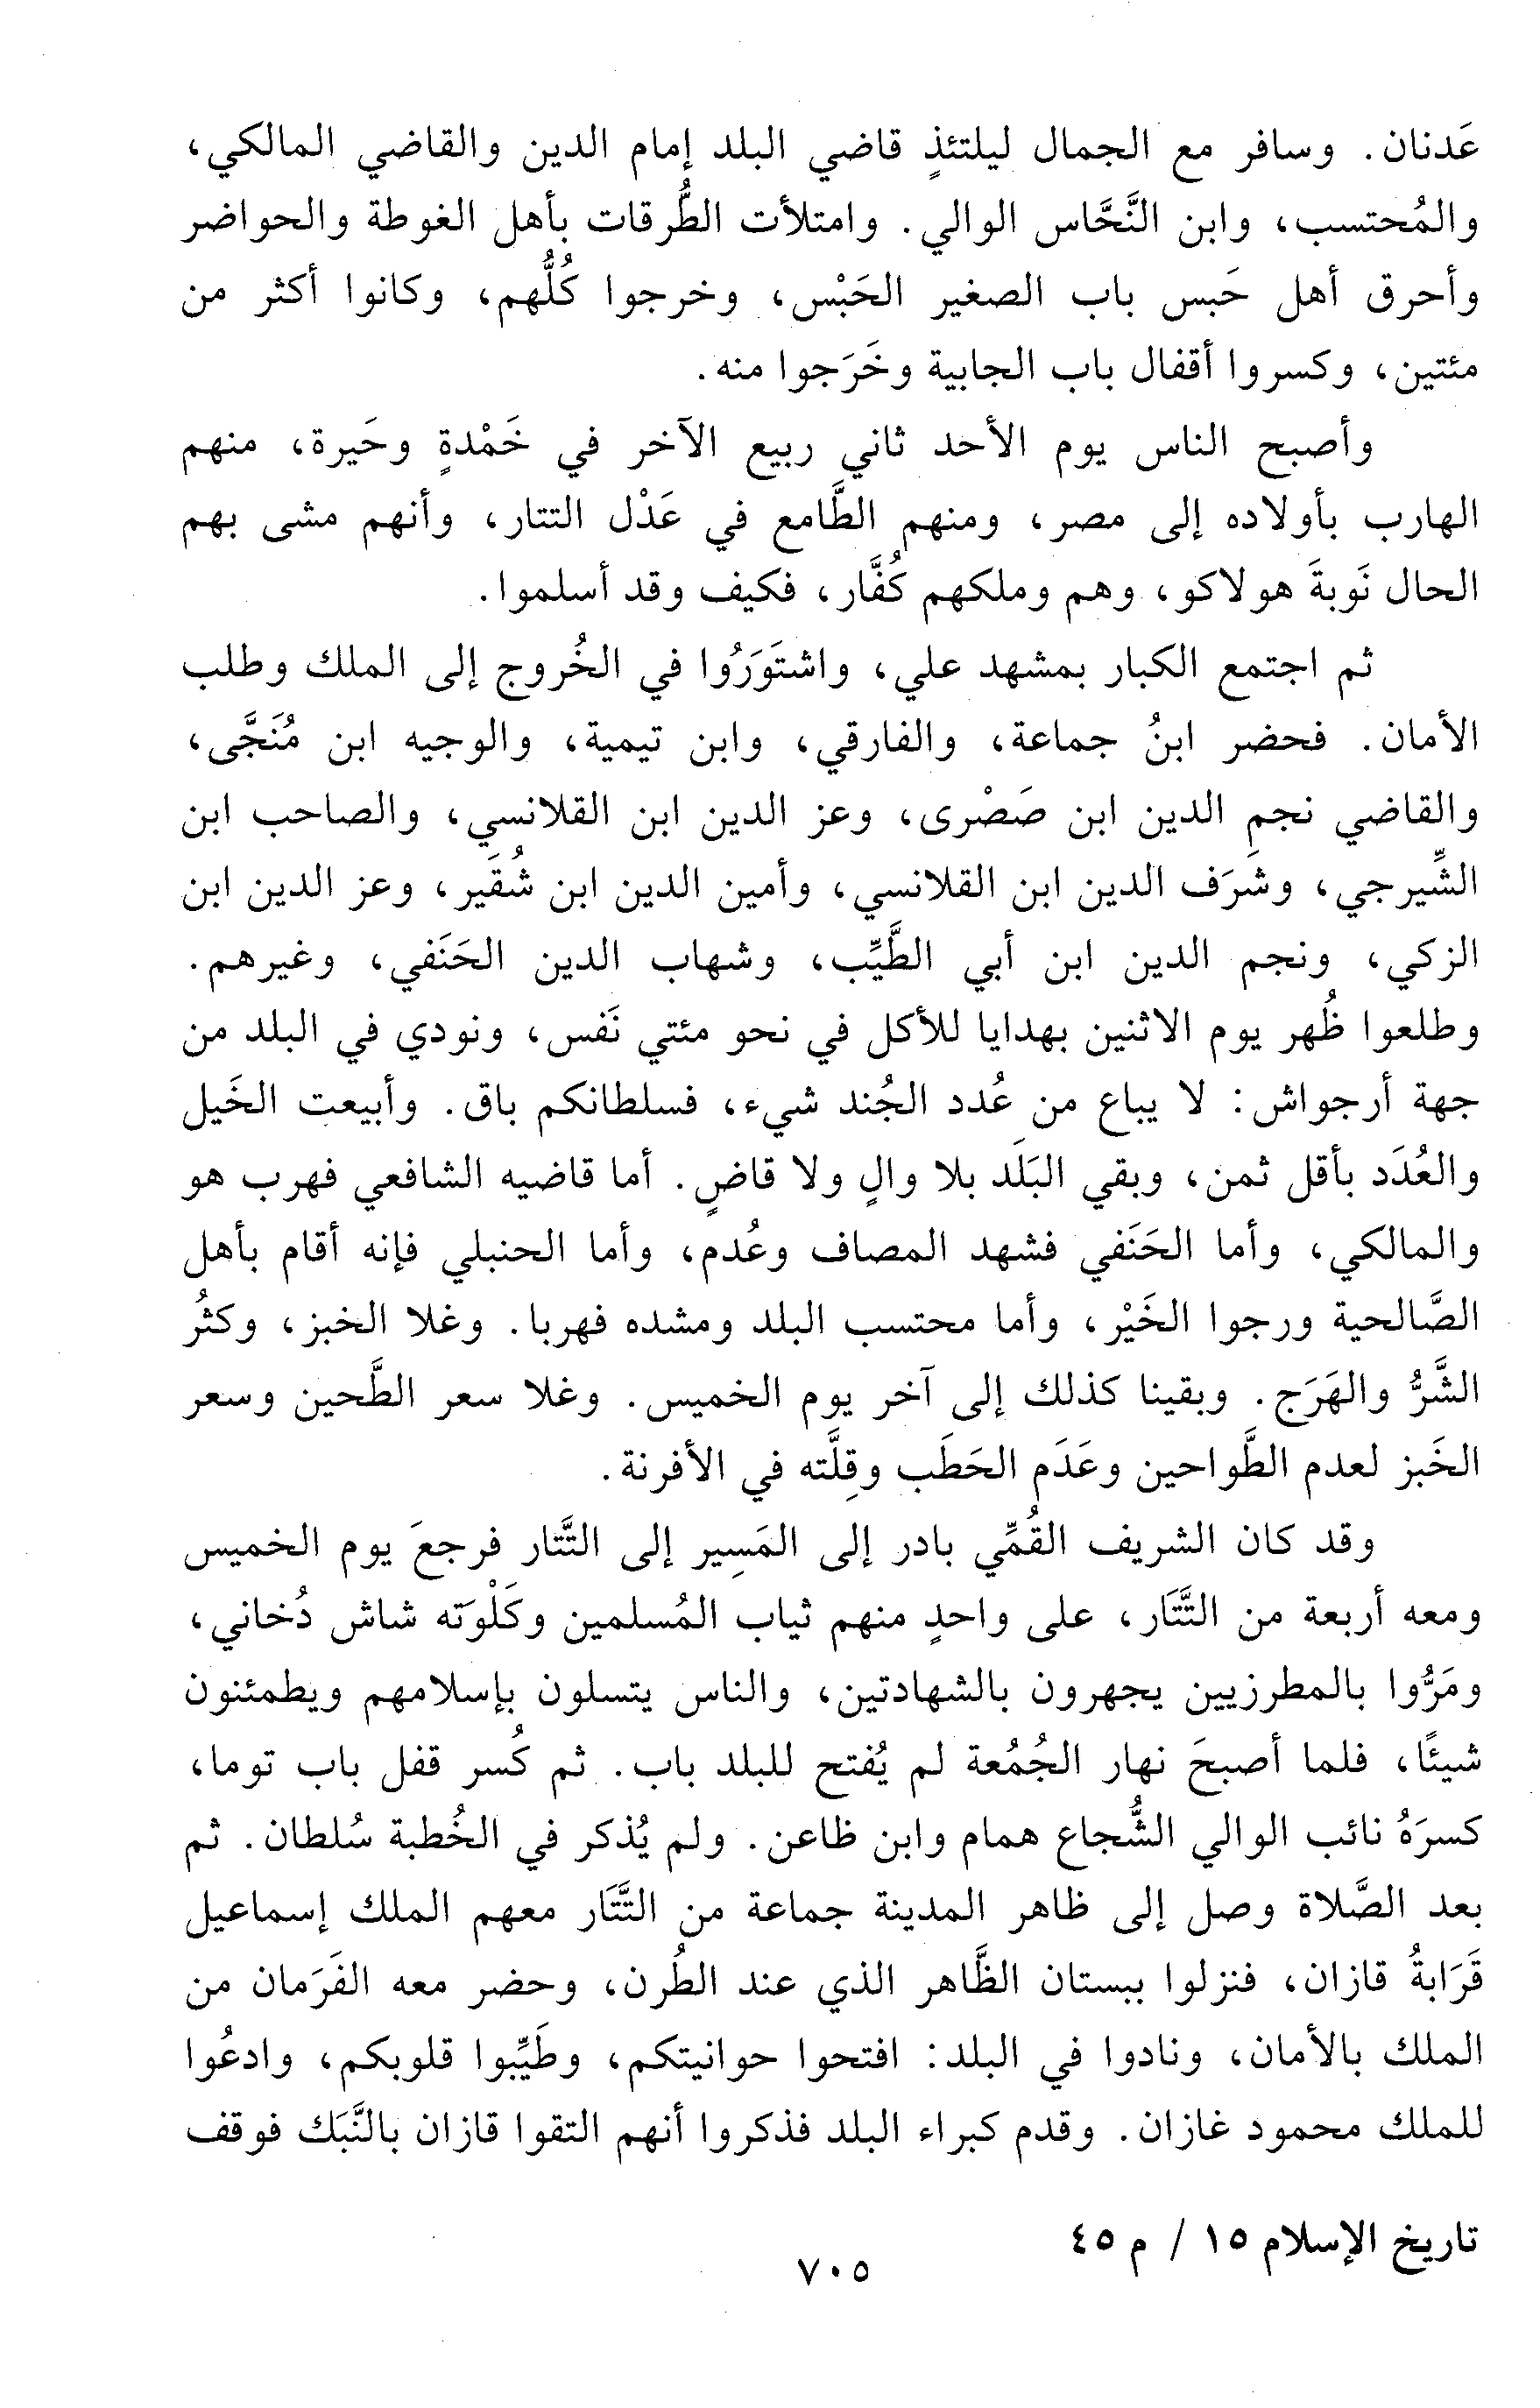 عَدنان. وسافر مع الجمال ليلتئذٍ قاضي البلد إمام الدين والقاضي المالكي،
والمُحتسب، وابن النَّحَّاس الوالي. وامتلأت الطُّرقات بأهل الغوطة والحواضر
وأحرق أهل حَبس باب الصغير الحَبْس، وخرجوا كُلُّهم، وكانوا أكثر من
مئتين، وكسروا أقفال باب الجابية وخَرَجوا منه.
وأصبح الناس يوم الأحد ثاني ربيع الآخر في خَمْدةٍ وحَيرة، منهم
الهارب بأولاده إلى مصر، ومنهم الطَّامع في عَدْل التتار، وأنهم مشى بهم
الحال نَوبةَ هولاكو، وهم وملكهم كُفَّار، فكيف وقد أسلموا.
ثم اجتمع الكبار بمشهد علي، واشتَوَرُوا في الخُروج إلى الملك وطلب
الأمان. فحضر ابنُ جماعة، والفارقي، وابن تيمية، والوجيه ابن مُنَجَّى،
والقاضي نجم الدين ابن صَصْرى، وعز الدين ابن القلانسي، والصاحب ابن
الشِّيرجي، وشَرَف الدين ابن القلانسي، وأمين الدين ابن شُقَير، وعز الدين ابن
الزكي، ونجم الدين ابن أبي الطَّيِّب، وشهاب الدين الحَنَفي، وغيرهم.
وطلعوا ظُهر يوم الاثنين بهدايا للأكل في نحو مئتي نَفس، ونودي في البلد من
جهة أرجواش: لا يباع من عُدد الجُند شيء، فسلطانكم باق. وأبيعت الخَيل
والعُدَد بأقل ثمن، وبقي البَلَد بلا والٍ ولا قاضٍ. أما قاضيه الشافعي فهرب هو
والمالكي، وأما الحَنَفي فشهد المصاف وعُدم، وأما الحنبلي فإنه أقام بأهل
الصَّالحية ورجوا الخَيْر، وأما محتسب البلد ومشده فهربا. وغلا الخبز، وكثُر
الشَّرُّ والهَرَج. وبقينا كذلك إلى آخر يوم الخميس. وغلا سعر الطَّحين وسعر
الخَبز لعدم الطَّواحين وعَدَم الحَطَب وقِلَّته في الأفرنة.
وقد كان الشريف القُمِّي بادر إلى المَسِير إلى التَّتار فرجعَ يوم الخميس
ومعه أربعة من التَّتَار، على واحدٍ منهم ثياب المُسلمين وكَلْوَته شاش دُخاني،
ومَرُّوا بالمطرزيين يجهرون بالشهادتين، والناس يتسلون بإسلامهم ويطمئنون
شيئًا، فلما أصبحَ نهار الجُمُعة لم يُفتح للبلد باب. ثم كُسر قفل باب توما،
كسرَهُ نائب الوالي الشُّجاع همام وابن ظاعن. ولم يُذكر في الخُطبة سُلطان. ثم
بعد الصَّلاة وصل إلى ظاهر المدينة جماعة من التَّتَار معهم الملك إسماعيل
قَرَابةُ قازان، فنزلوا ببستان الظَّاهر الذي عند الطُرن، وحضر معه الفَرَمان من
الملك بالأمان، ونادوا في البلد: افتحوا حوانيتكم، وطَيِّبوا قلوبكم، وادعُوا
للملك محمود غازان. وقدم كبراء البلد فذكروا أنهم التقوا قازان بالنَّبَك فوقف
تاريخ الإسلام ١٥ / م ٤٥
٧٠٥